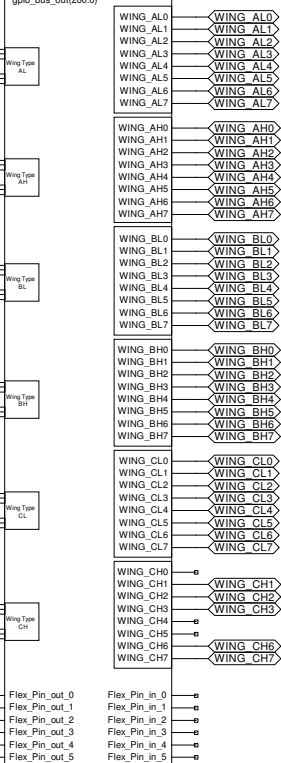 gpio_bus_out(200:0)
WING_AL0 WING_AL0
WING_AL1 WING_AL1
WING_AL2 WING_AL2
WING_AL3 WING_AL3
Wing Type WING_AL4 WING_AL4
AL WING_AL5 WING_AL5
WING_AL6 WING_AL6
WING_AL7 WING_AL7
WING_AH0 WING_AH0
WING_AH1 WING_AH1
WING_AH2 WING_AH2
WING_AH3 WING_AH3
Wing Type WING_AH4 WING_AH4
AH WING_AH5 WING_AH5
WING_AH6 WING_AH6
WING_AH7 WING_AH7
WING_BL0 WING_BL0
WING_BL1 WING_BL1
WING_BL2 WING_BL2
WING_BL3 WING_BL3
Wing Type WING_BL4 WING_BL4
BL WING_BL5 WING_BL5
WING_BL6 WING_BL6
WING_BL7 WING_BL7
WING_BH0 WING_BH0
WING_BH1 WING_BH1
WING_BH2 WING_BH2
WING_BH3 WING_BH3
Wing Type WING_BH4 WING_BH4
BH WING_BH5 WING_BH5
WING_BH6 WING_BH6
WING_BH7 WING_BH7
WING_CL0 WING_CL0
WING_CL1 WING_CL1
WING_CL2 WING_CL2
WING_CL3 WING_CL3
Wing Type WING_CL4 WING_CL4
CL WING_CL5 WING_CL5
WING_CL6 WING_CL6
WING_CL7 WING_CL7
WING_CH0
WING_CH1 WING_CH1
WING_CH2 WING_CH2
WING_CH3 WING_CH3
Wing Type WING_CH4
CH WING_CH5
WING_CH6 WING_CH6
WING_CH7 WING_CH7
Flex_Pin_out_0 Flex_Pin_in_0
Flex_Pin_out_1 Flex_Pin_in_1
Flex_Pin_out_2 Flex_Pin_in_2
Flex_Pin_out_3 Flex_Pin_in_3
Flex_Pin_out_4 Flex_Pin_in_4
Flex_Pin_out_5 Flex_Pin_in_5